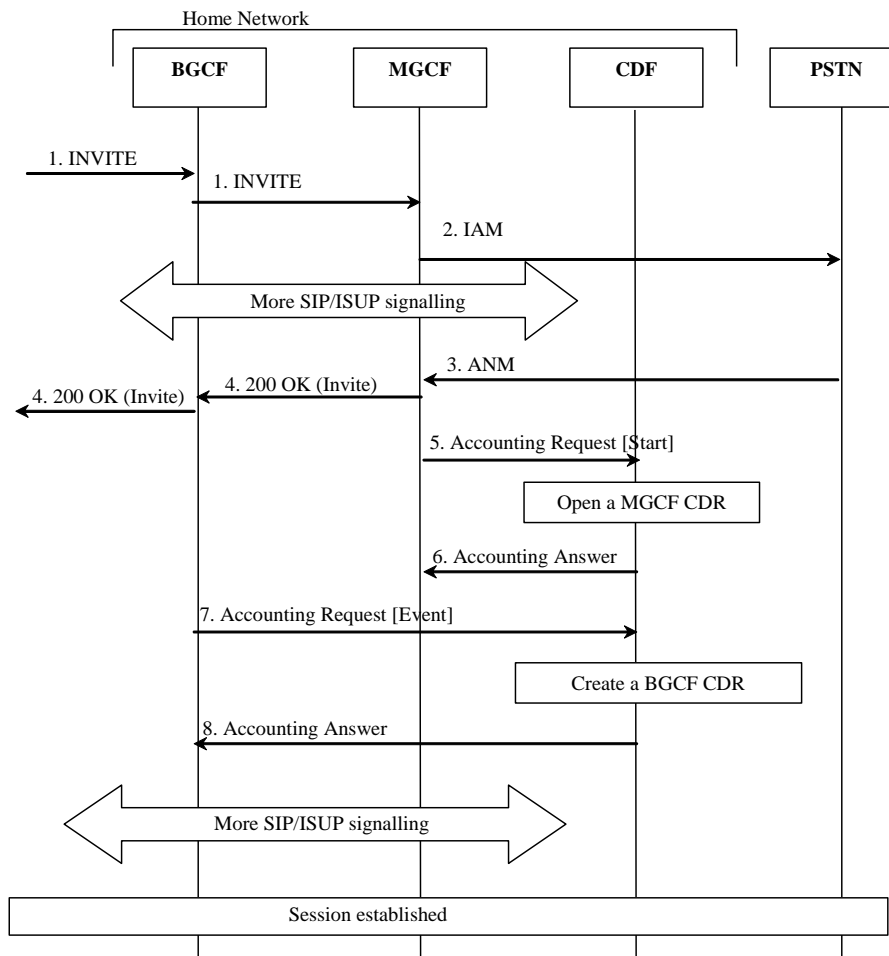 Home Network
BGCF
MGCF
CDF
PSTN
1. INVITE
1. INVITE
2. IAM
More SIP/ISUP signalling
3. ANM
4. 200 OK (Invite)
4. 200 OK (Invite)
5. Accounting Request [Start]
Open a MGCF CDR
6. Accounting Answer
7. Accounting Request [Event]
Create a BGCF CDR
8. Accounting Answer
More SIP/ISUP signalling
Session established